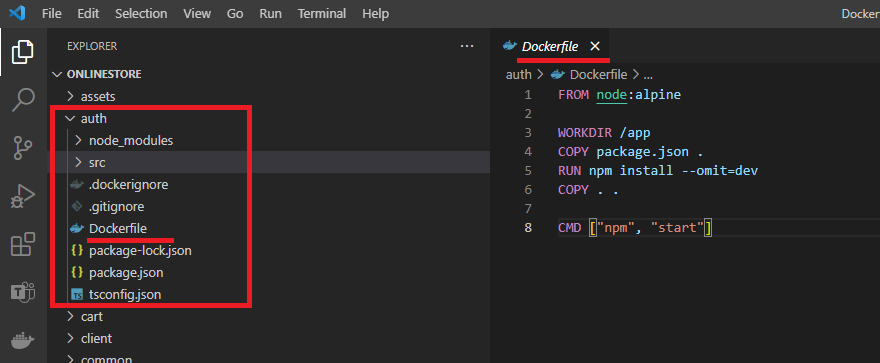 File Edit Selection View Go Run Terminal Help Docker
EXPLORER ...
ONLINESTORE
assets
auth
node_modules
src
.dockerignore
.gitignore
Dockerfile
package-lock.json
package.json
TS tsconfig.json
cart
client
common
Dockerfile
auth > Dockerfile > ...
1 FROM node:alpine
2
3 WORKDIR /app
4 COPY package.json .
5 RUN npm install --omit=dev
6 COPY . .
7
8 CMD ["npm", "start"]